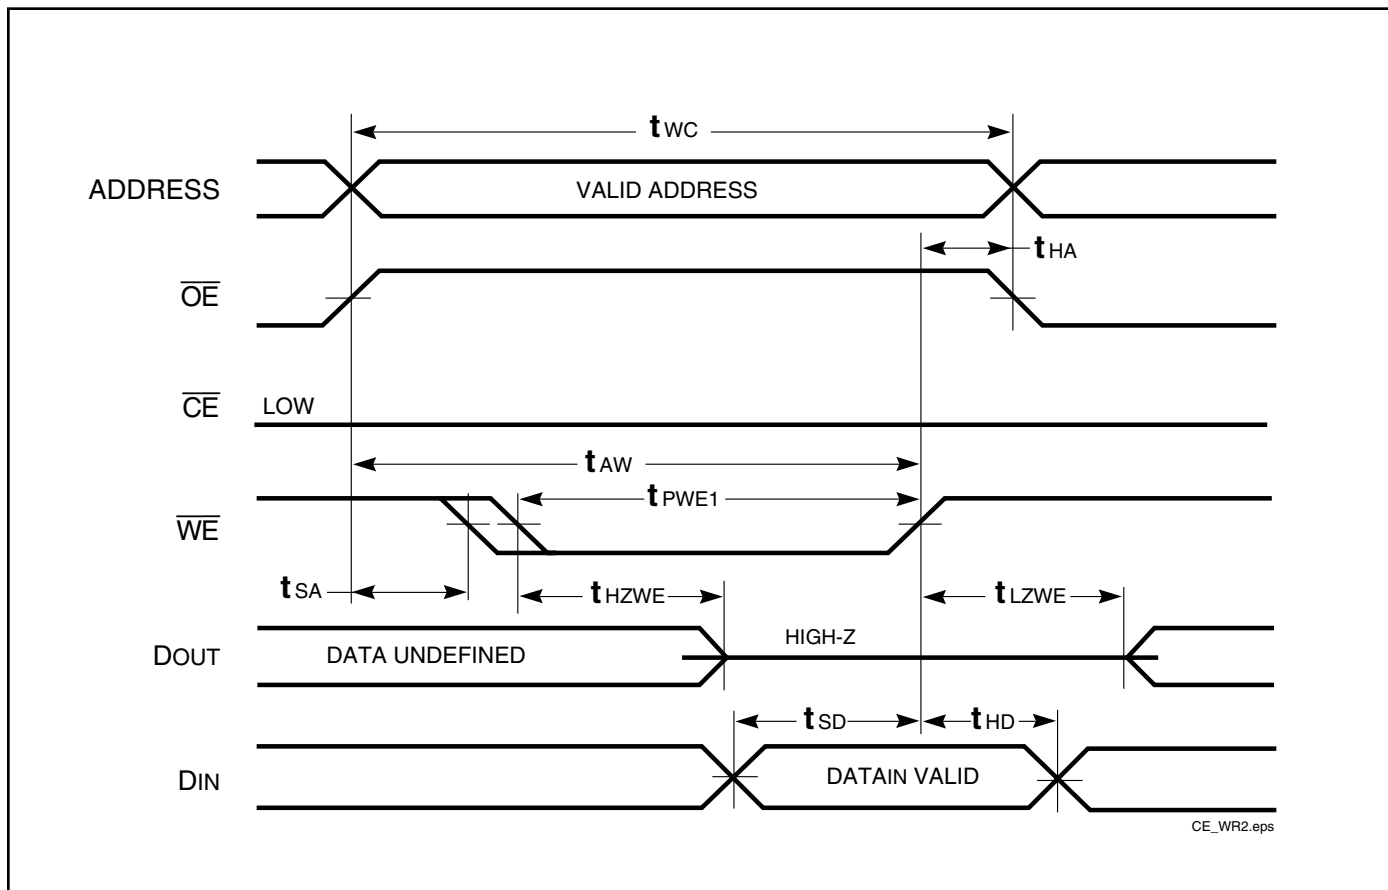 tWC
ADDRESS
VALID ADDRESS
tHA
OE
CE
LOW
tAW
tPWE1
WE
tSA
tHZWE
tLZWE
HIGH-Z
DOUT
DATA UNDEFINED
tSD
tHD
DIN
DATAIN VALID
CE_WR2.eps